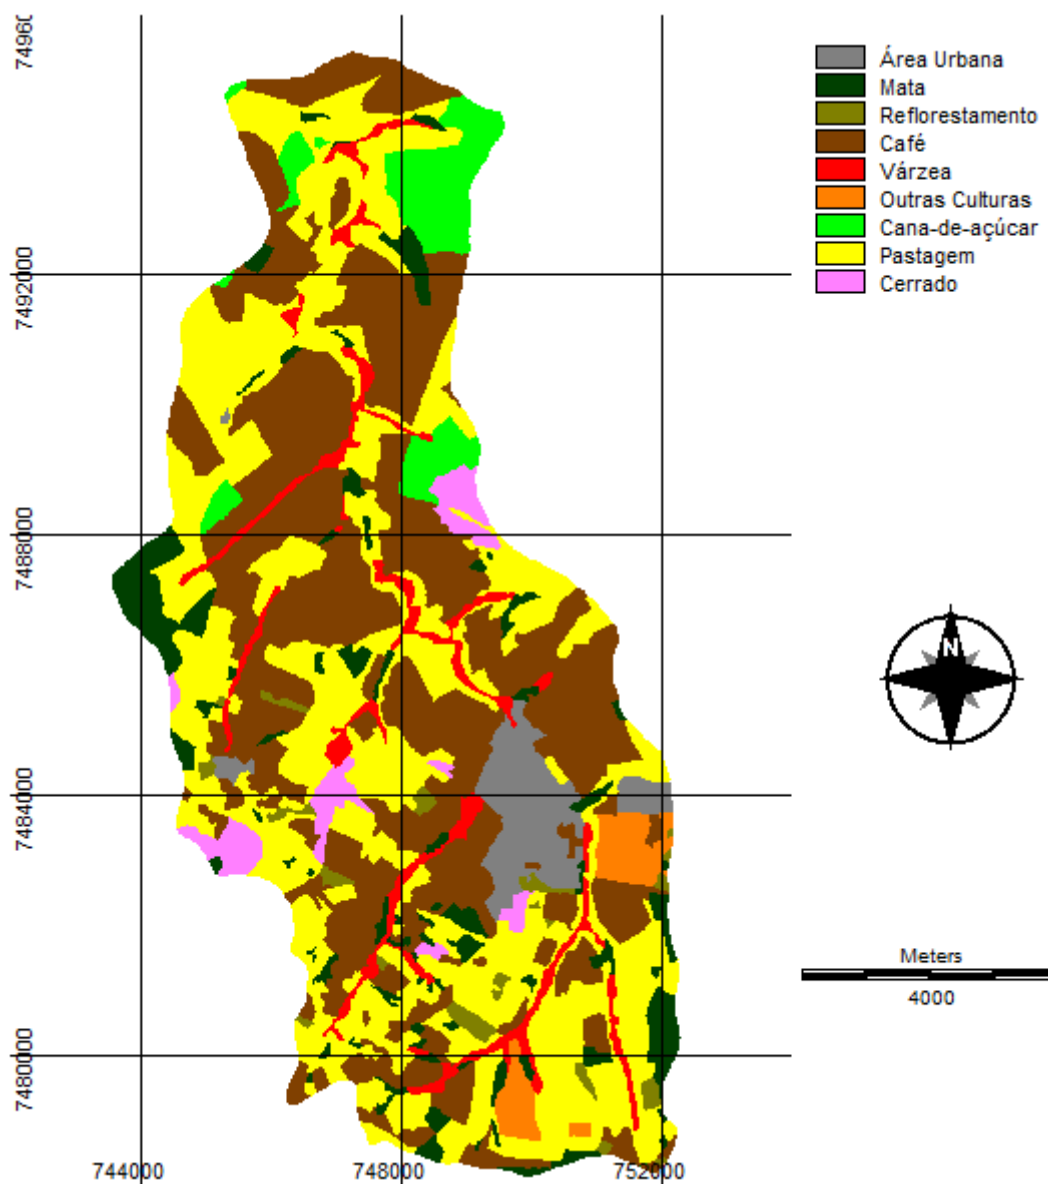 7496
Área Urbana
Mata
Reflorestamento
Café
Várzea
Outras Culturas
Cana-de-açúcar
Pastagem
Cerrado
7492000
7488000
N
7484000
Meters
4000
7480000
744000
748000
752000